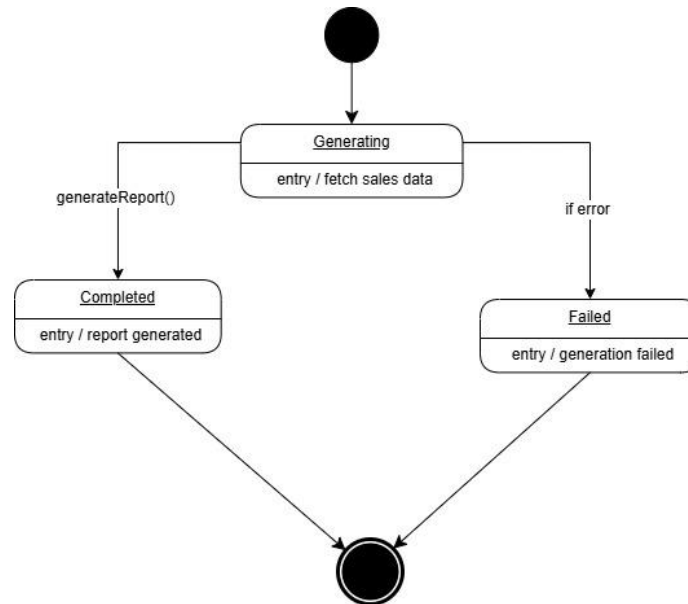 Generating
entry / fetch sales data
generateReport()
if error
Completed
entry / report generated
Failed
entry / generation failed